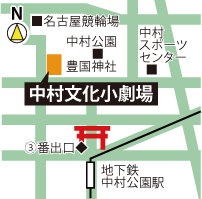 N
■名古屋競輪場
中村公園
中村
スポーツ
センター
豊国神社
中村文化小劇場
③番出口
地下鉄
中村公園駅